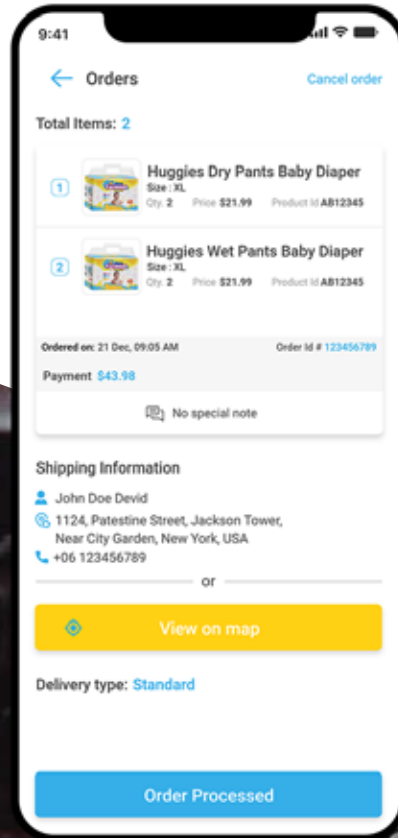 9:41
Orders
Cancel order
Total Items: 2
1
Huggies Dry Pants Baby Diaper
Size : XL
Qty. 2 Price $21.99 Product Id AB12345
2
Huggies Wet Pants Baby Diaper
Size : XL
Qty. 2 Price $21.99 Product Id AB12345
Ordered on: 21 Dec, 09:05 AM
Order Id # 123456789
Payment $43.98
No special note
Shipping Information
John Doe Devid
1124, Patestine Street, Jackson Tower,
Near City Garden, New York, USA
+06 123456789
or
View on map
Delivery type: Standard
Order Processed